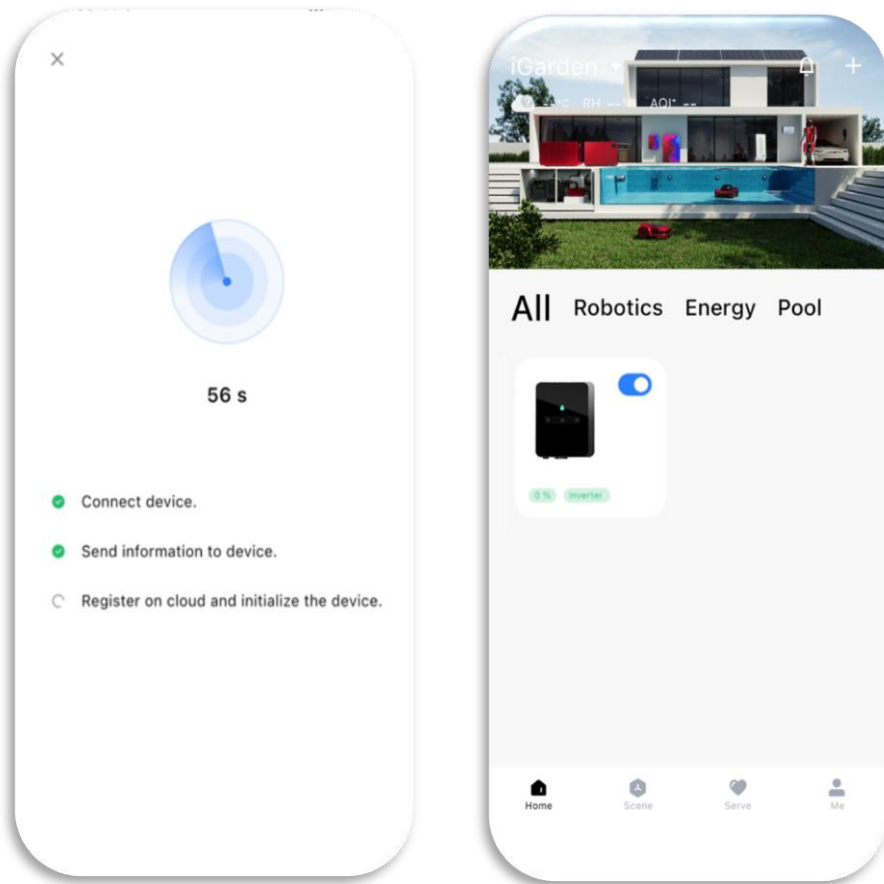 56 s
Connect device.
Send information to device.
Register on cloud and initialize the device.
iGarden
--°c RH --% AQI: --
All Robotics Energy Pool
0 % inverter
Home Scene Serve Me